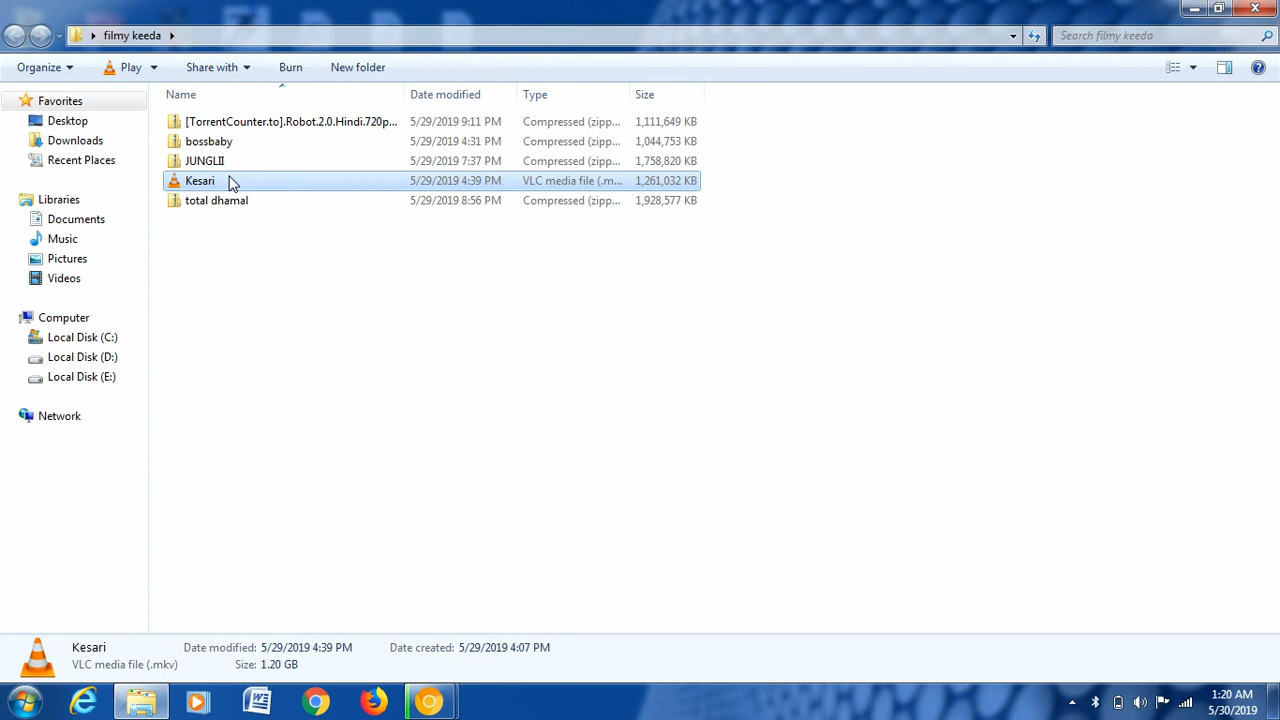 filmy keeda
Search filmy keeda
Organize Play Share with Burn New folder
Name Date modified Type Size
Favorites
Desktop
Downloads
Recent Places
Libraries
Documents
Music
Pictures
Videos
Computer
Local Disk (C:)
Local Disk (D:)
Local Disk (E:)
Network
[TorrentCounter.to].Robot.2.0.Hindi.720p... 5/29/2019 9:11 PM Compressed (zipp... 1,111,649 KB
bossbaby 5/29/2019 4:31 PM Compressed (zipp... 1,044,753 KB
JUNGLII 5/29/2019 7:37 PM Compressed (zipp... 1,758,820 KB
Kesari 5/29/2019 4:39 PM VLC media file (.m... 1,261,032 KB
total dhamal 5/29/2019 8:56 PM Compressed (zipp... 1,928,577 KB
Kesari Date modified: 5/29/2019 4:39 PM Date created: 5/29/2019 4:07 PM
VLC media file (.mkv) Size: 1.20 GB
1:20 AM
5/30/2019